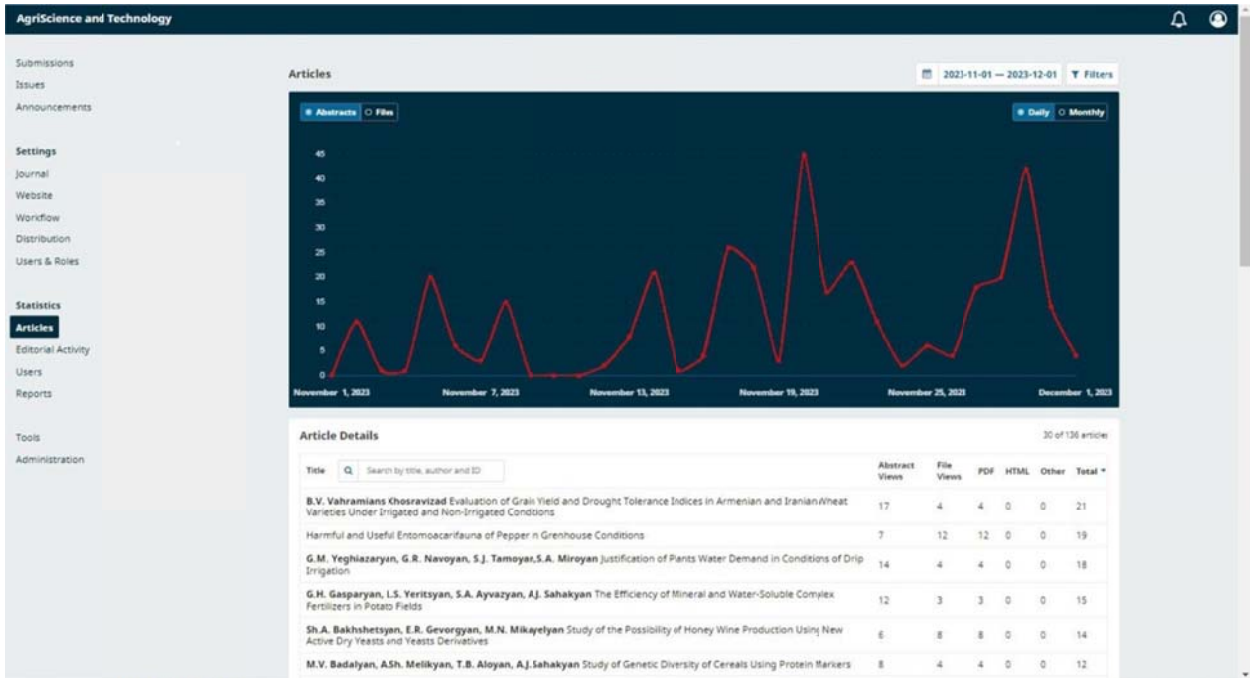 AgriScience and Technology
Submissions
Issues
Announcements
Settings
Journal
Website
Workflow
Distribution
Users & Roles
Statistics
Articles
Editorial Activity
Users
Reports
Tools
Administration
Articles
2023-11-01 — 2023-12-01 Filters
Abstracts Files
Daily Monthly
45
40
35
30
25
20
15
10
5
0
November 1, 2023 November 7, 2023 November 13, 2023 November 19, 2023 November 25, 2023 December 1, 2023
Article Details 30 of 136 articles
Title Search by title, author and ID Abstract Views File Views PDF HTML Other Total
B.V. Vahramians Khosravizad Evaluation of Grain Yield and Drought Tolerance Indices in Armenian and Iranian Wheat
Varieties Under Irrigated and Non-Irrigated Conditions 17 4 4 0 0 21
Harmful and Useful Entomoacarifauna of Pepper n Grenhouse Conditions 7 12 12 0 0 19
G.M. Yeghiazaryan, G.R. Navoyan, S.J. Tamoyan,S.A. Miroyan Justification of Plants Water Demand in Conditions of Drip
Irrigation 14 4 4 0 0 18
G.H. Gasparyan, L.S. Yeritsyan, S.A. Ayvazyan, A.J. Sahakyan The Efficiency of Mineral and Water-Soluble Complex
Fertilizers in Potato Fields 12 3 3 0 0 15
Sh.A. Bakhshetsyan, E.R. Gevorgyan, M.N. Mikayelyan Study of the Possibility of Honey Wine Production Using New
Active Dry Yeasts and Yeasts Derivatives 6 8 8 0 0 14
M.V. Badalyan, A.Sh. Melikyan, T.B. Aloyan, A.J.Sahakyan Study of Genetic Diversity of Cereals Using Protein Markers 8 4 4 0 0 12